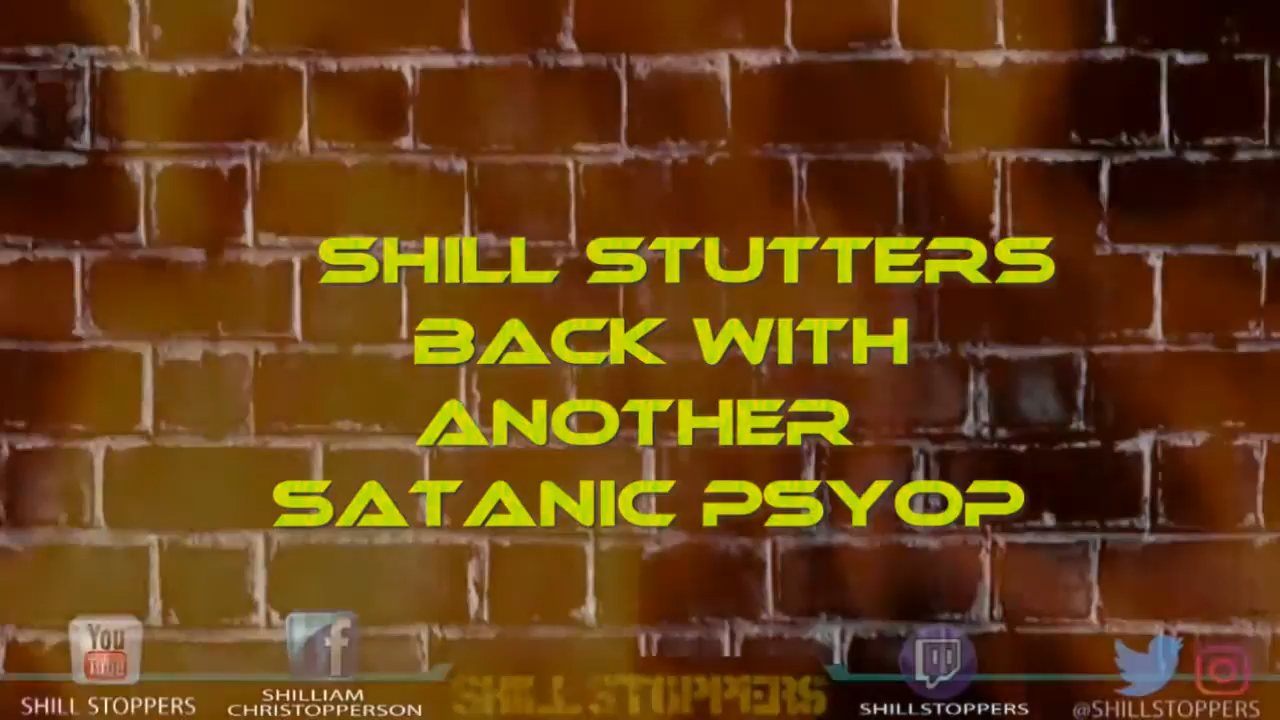 SHILL STUTTERS
BACK WITH
ANOTHER
SATANIC PSYOP
You
Tube
f
SHILL STOPPERS
SHILLIAM
CHRISTOPPERSON
SHILL STOPPERS
SHILLSTOPPERS
@SHILLSTOPPERS